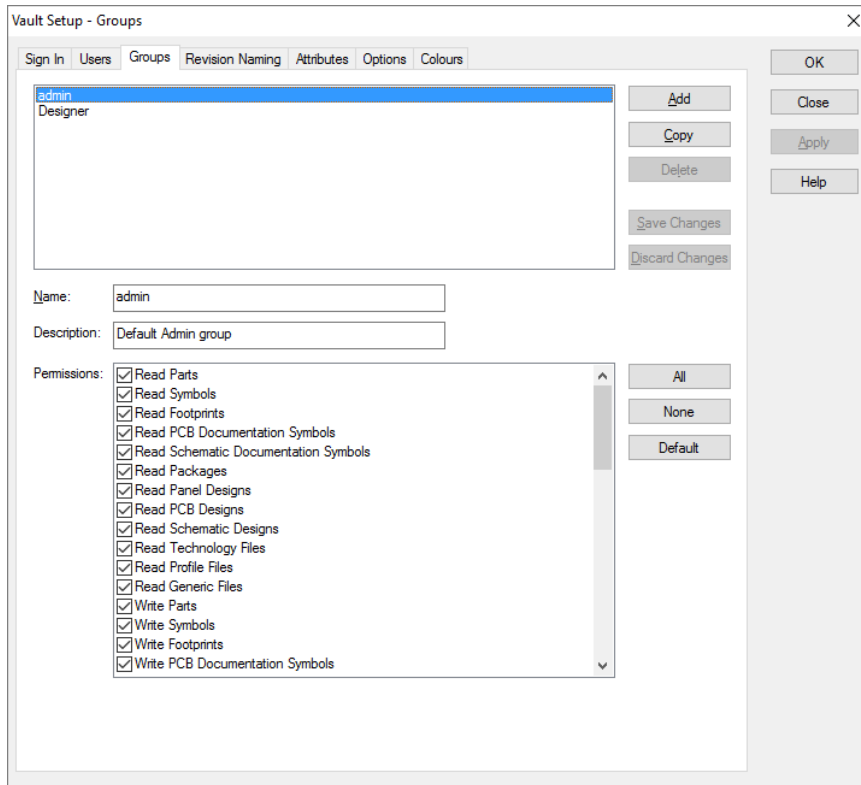 Vault Setup - Groups
Sign In Users Groups Revision Naming Attributes Options Colours
OK
Close
Apply
Help
admin
Designer
Add
Copy
Delete
Save Changes
Discard Changes
Name: admin
Description: Default Admin group
Permissions:
Read Parts
Read Symbols
Read Footprints
Read PCB Documentation Symbols
Read Schematic Documentation Symbols
Read Packages
Read Panel Designs
Read PCB Designs
Read Schematic Designs
Read Technology Files
Read Profile Files
Read Generic Files
Write Parts
Write Symbols
Write Footprints
Write PCB Documentation Symbols
All
None
Default